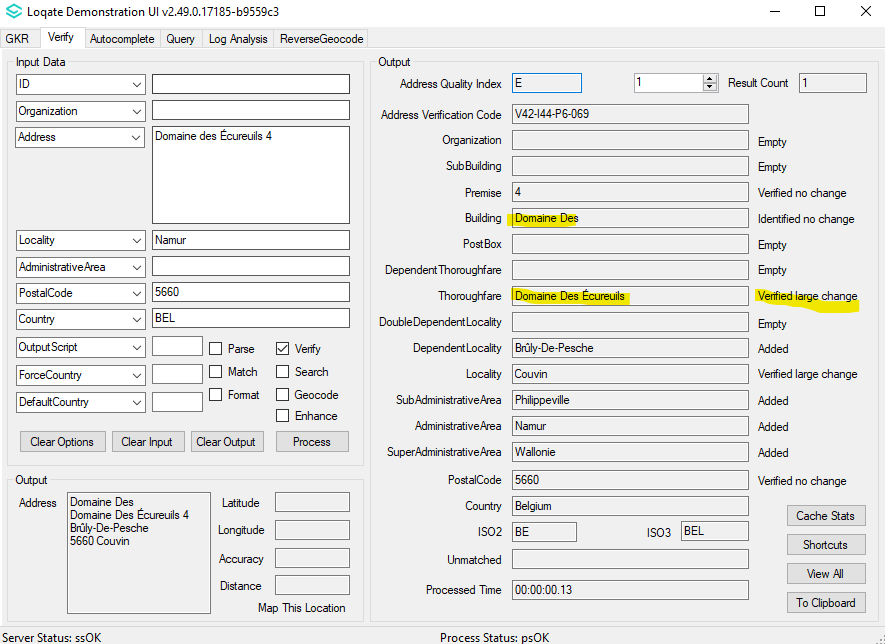 Loqate Demonstration UI v2.49.0.17185-b9559c3
GKR Verify Autocomplete Query Log Analysis ReverseGeocode
Input Data
ID
Organization
Address Domaine des Écureuils 4
Locality Namur
AdministrativeArea
PostalCode 5660
Country BEL
OutputScript Parse Verify
ForceCountry Match Search
DefaultCountry Format Geocode
Enhance
Clear Options Clear Input Clear Output Process
Output
Address Domaine Des
Domaine Des Écureuils 4
Brûly-De-Pesche
5660 Couvin
Latitude
Longitude
Accuracy
Distance
Map This Location
Output
Address Quality Index E 1 Result Count 1
Address Verification Code V42-I44-P6-069
Organization Empty
SubBuilding Empty
Premise 4 Verified no change
Building Domaine Des Identified no change
PostBox Empty
DependentThoroughfare Empty
Thoroughfare Domaine Des Écureuils Verified large change
DoubleDependentLocality Empty
DependentLocality Brûly-De-Pesche Added
Locality Couvin Verified large change
SubAdministrativeArea Philippeville Added
AdministrativeArea Namur Added
SuperAdministrativeArea Wallonie Added
PostalCode 5660 Verified no change
Country Belgium
ISO2 BE ISO3 BEL
Unmatched
Processed Time 00:00:00.13
Cache Stats
Shortcuts
View All
To Clipboard
Server Status: ssOK Process Status: psOK